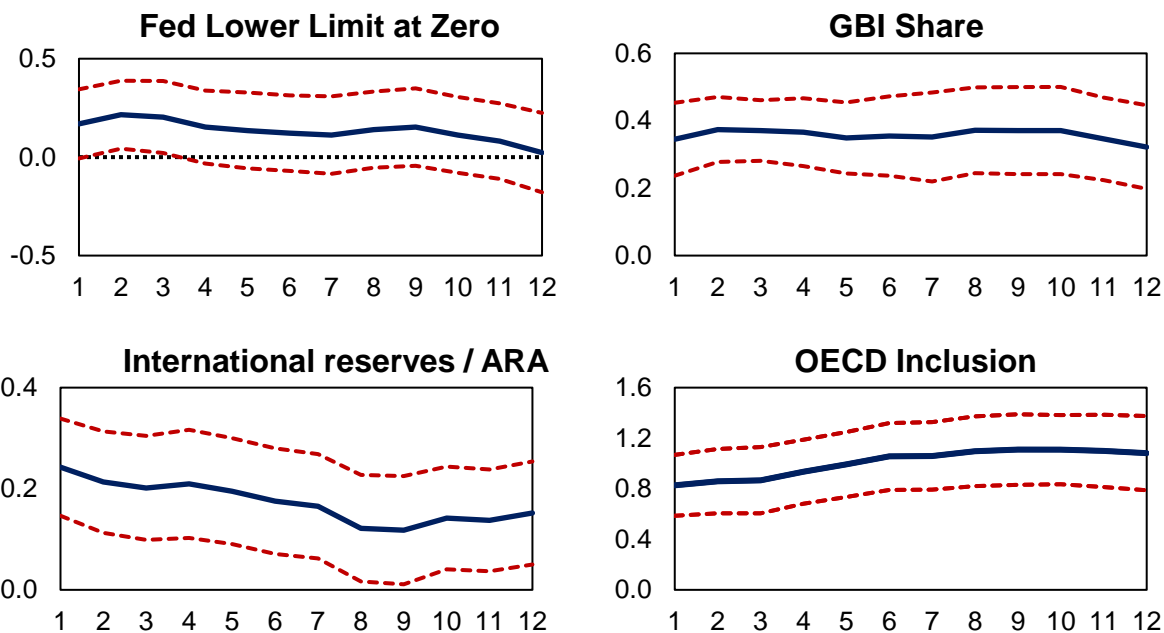 Fed Lower Limit at Zero
0.5
0.0
-0.5
1 2 3 4 5 6 7 8 9 10 11 12
GBI Share
0.6
0.4
0.2
0.0
1 2 3 4 5 6 7 8 9 10 11 12
International reserves / ARA
0.4
0.2
0.0
1 2 3 4 5 6 7 8 9 10 11 12
OECD Inclusion
1.6
1.2
0.8
0.4
0.0
1 2 3 4 5 6 7 8 9 10 11 12